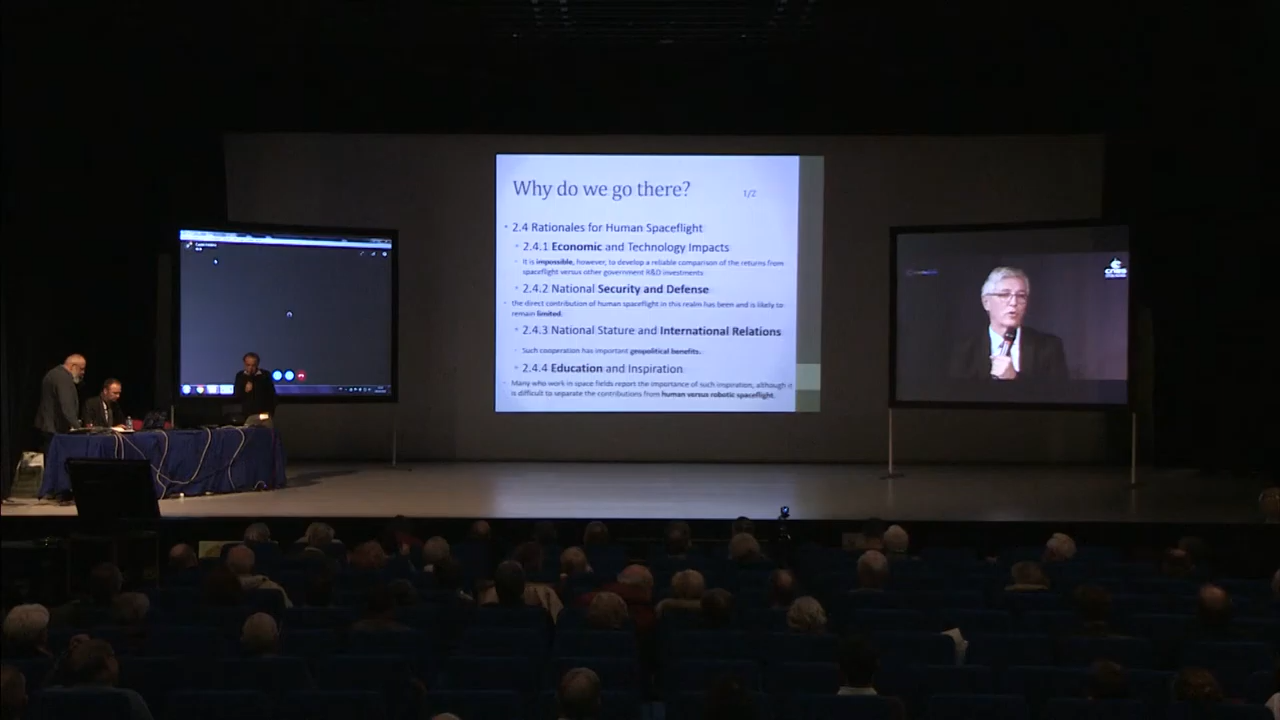 Why do we go there?
1/2
2.4 Rationales for Human Spaceflight
2.4.1 Economic and Technology Impacts
It is impossible, however, to develop a reliable comparison of the returns from
spaceflight versus other government R&D investments
2.4.2 National Security and Defense
the direct contribution of human spaceflight in this realm has been and is likely to
remain limited.
2.4.3 National Stature and International Relations
Such cooperation has important geopolitical benefits.
2.4.4 Education and Inspiration
Many who work in space fields report the importance of such inspiration, although it
is difficult to separate the contributions from human versus robotic spaceflight.
cnes